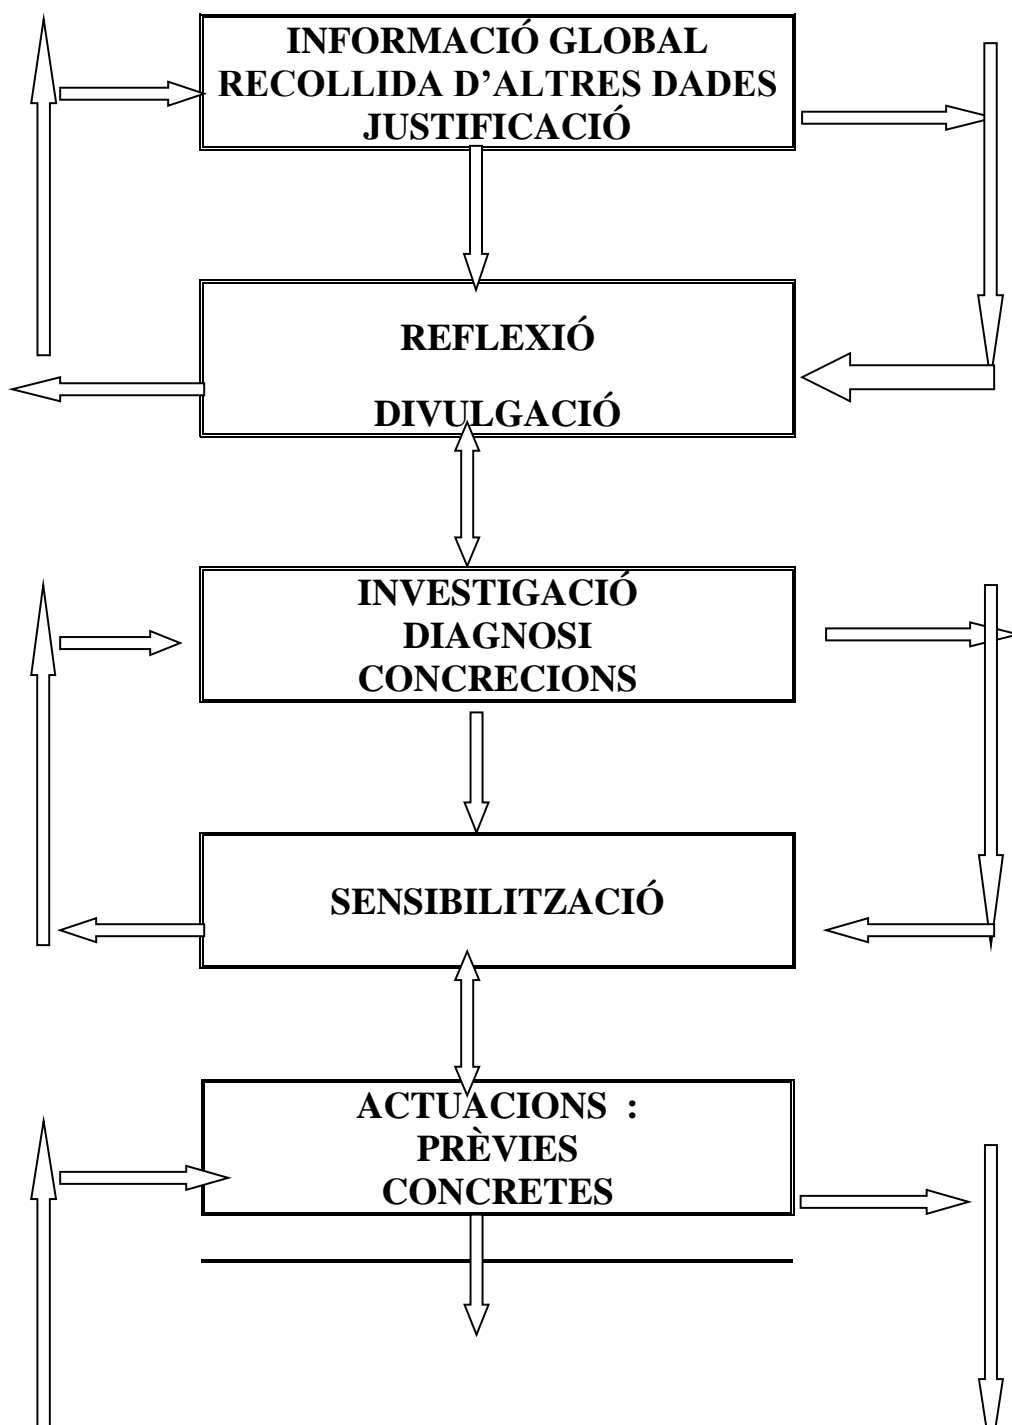 INFORMACIÓ GLOBAL
RECOLLIDA D’ALTRES DADES
JUSTIFICACIÓ
REFLEXIÓ
DIVULGACIÓ
INVESTIGACIÓ
DIAGNOSI
CONCRECIONS
SENSIBILITZACIÓ
ACTUACIONS :
PRÈVIES
CONCRETES